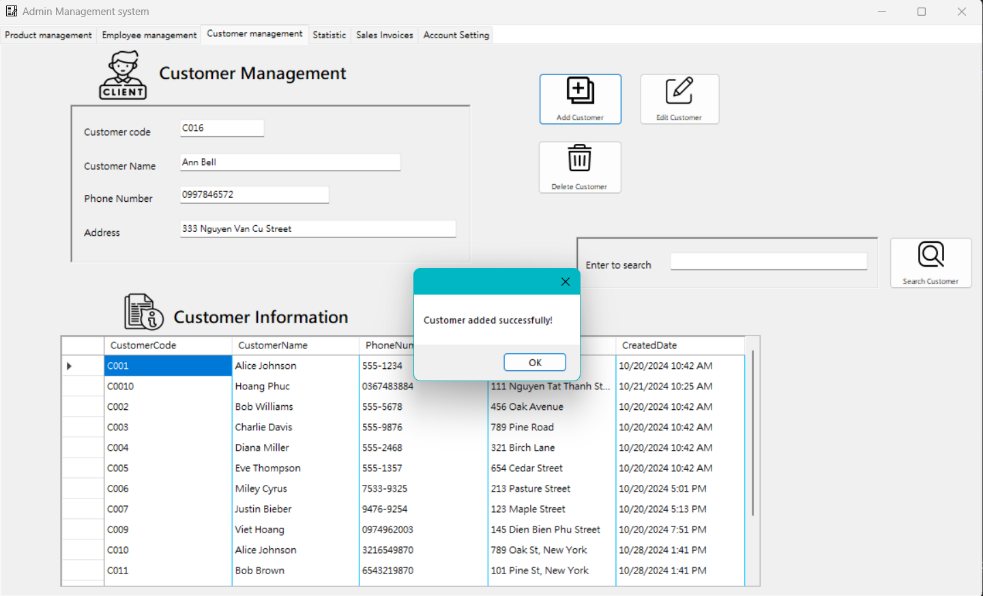 Admin Management system
Product management Employee management Customer management Statistic Sales Invoices Account Setting
CLIENT
Customer Management
Customer code C016
Customer Name Ann Bell
Phone Number 0997846572
Address 333 Nguyen Van Cu Street
Add Customer Edit Customer
Delete Customer
Enter to search
Search Customer
Customer added successfully!
OK
Customer Information
CustomerCode CustomerName PhoneNum CreatedDate
C001 Alice Johnson 555-1234 10/20/2024 10:42 AM
C0010 Hoang Phuc 0367483884 111 Nguyen Tat Thanh St... 10/21/2024 10:25 AM
C002 Bob Williams 555-5678 456 Oak Avenue 10/20/2024 10:42 AM
C003 Charlie Davis 555-9876 789 Pine Road 10/20/2024 10:42 AM
C004 Diana Miller 555-2468 321 Birch Lane 10/20/2024 10:42 AM
C005 Eve Thompson 555-1357 654 Cedar Street 10/20/2024 10:42 AM
C006 Miley Cyrus 7533-9325 213 Pasture Street 10/20/2024 5:01 PM
C007 Justin Bieber 9476-9254 123 Maple Street 10/20/2024 5:13 PM
C009 Viet Hoang 0974962003 145 Dien Bien Phu Street 10/20/2024 7:51 PM
C010 Alice Johnson 3216549870 789 Oak St, New York 10/28/2024 1:41 PM
C011 Bob Brown 6543219870 101 Pine St, New York 10/28/2024 1:41 PM